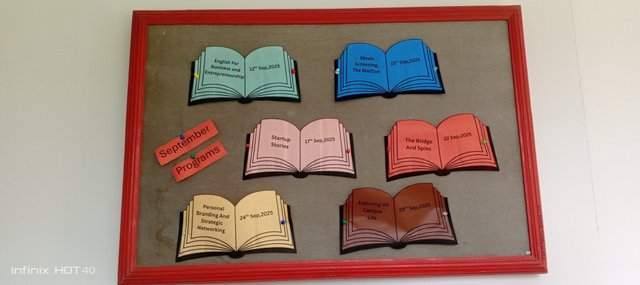 English For
Business and
Entrepreneurship
12th Sep,2025
Movie
Screening,
The Martian
15th Sep,2025
September
Programs
Startup
Stories
17th Sep,2025
The Bridge
And Spies
22 Sep,2025
Personal
Branding And
Strategic
Networking
24th Sep,2025
Exploring US
Campus
Life
29th Sep,2025
Infinix HOT 40